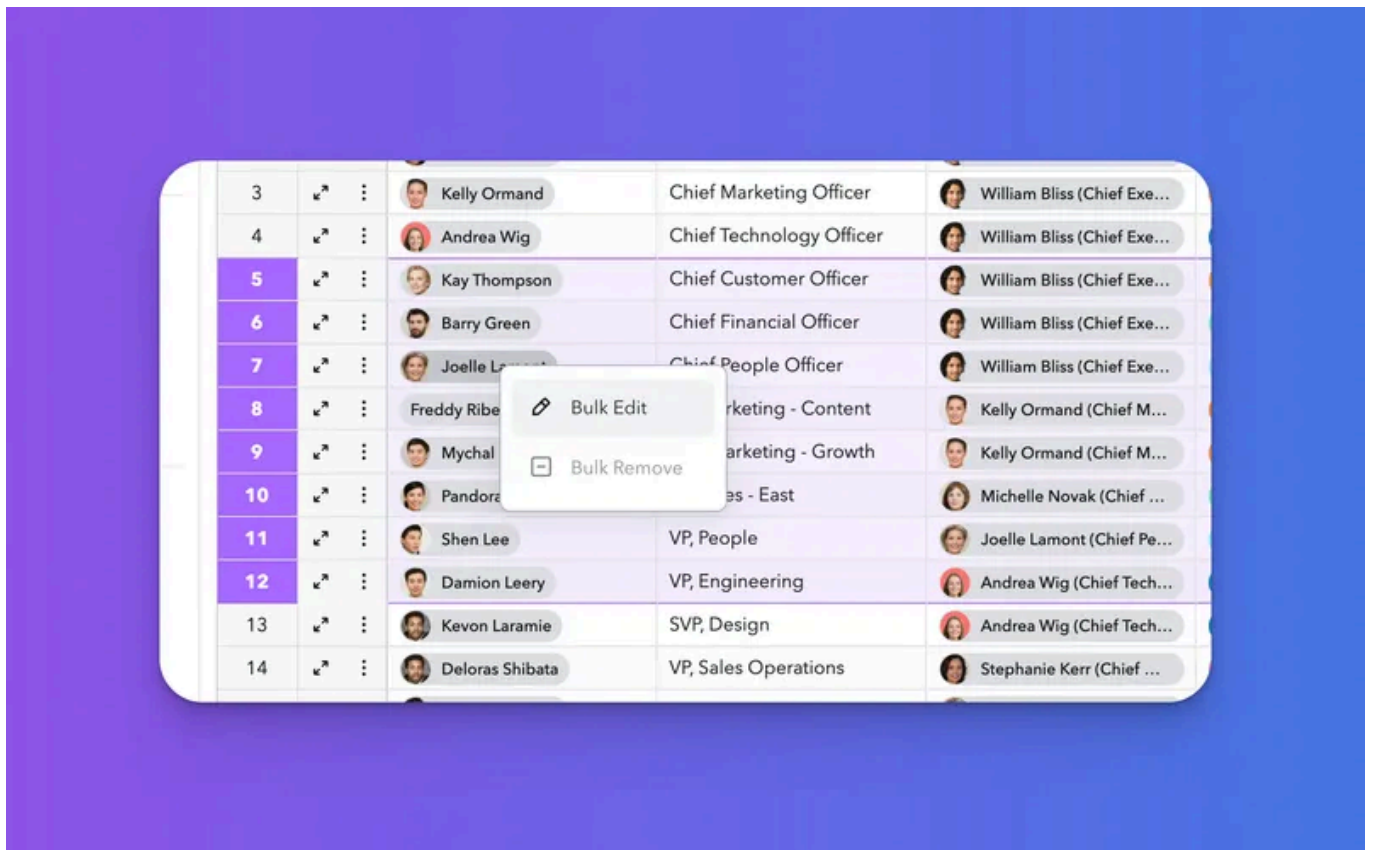 3 Kelly Ormand Chief Marketing Officer William Bliss (Chief Exe...
4 Andrea Wig Chief Technology Officer William Bliss (Chief Exe...
5 Kay Thompson Chief Customer Officer William Bliss (Chief Exe...
6 Barry Green Chief Financial Officer William Bliss (Chief Exe...
7 Joelle People Officer William Bliss (Chief Exe...
8 Freddy - Content Kelly Ormand (Chief M...
Bulk Edit
9 Mychal - Growth Kelly Ormand (Chief M...
Bulk Remove
10 - East Michelle Novak (Chief ...
11 Shen Lee VP, People Joelle Lamont (Chief Pe...
12 Damion Leery VP, Engineering Andrea Wig (Chief Tech...
13 Kevon Laramie SVP, Design Andrea Wig (Chief Tech...
14 Deloras Shibata VP, Sales Operations Stephanie Kerr (Chief ...